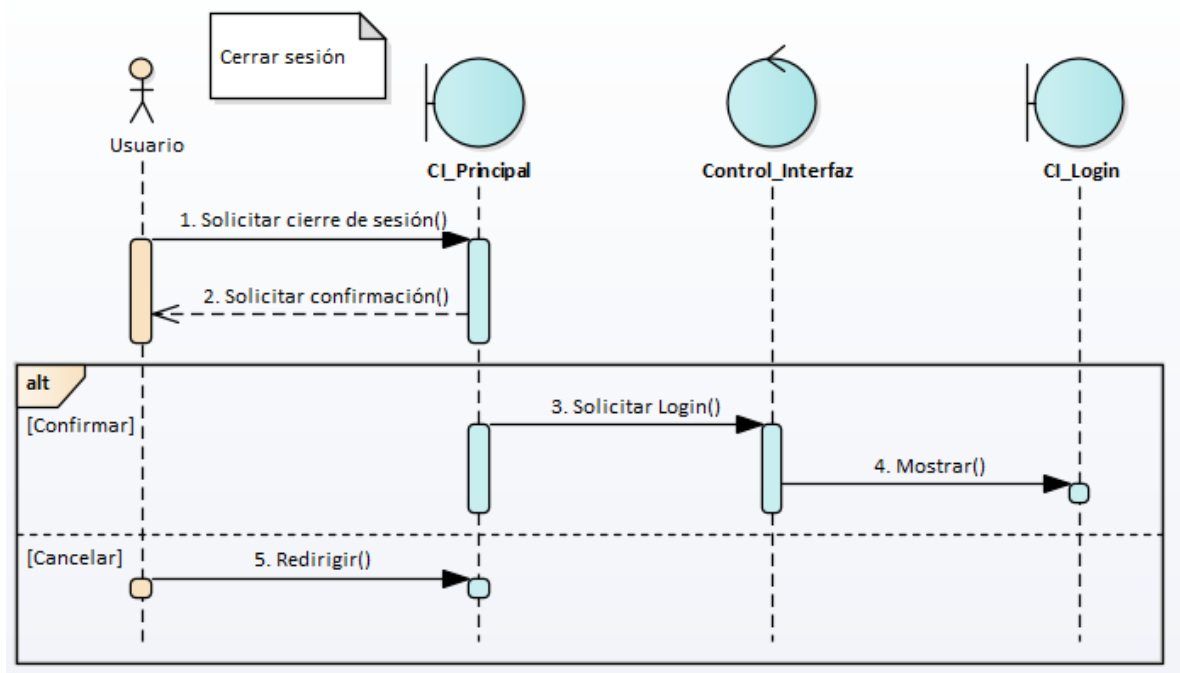 Cerrar sesión
Usuario
CI_Principal
Control_Interfaz
CI_Login
1. Solicitar cierre de sesión()
2. Solicitar confirmación()
alt
[Confirmar]
3. Solicitar Login()
4. Mostrar()
[Cancelar]
5. Redirigir()